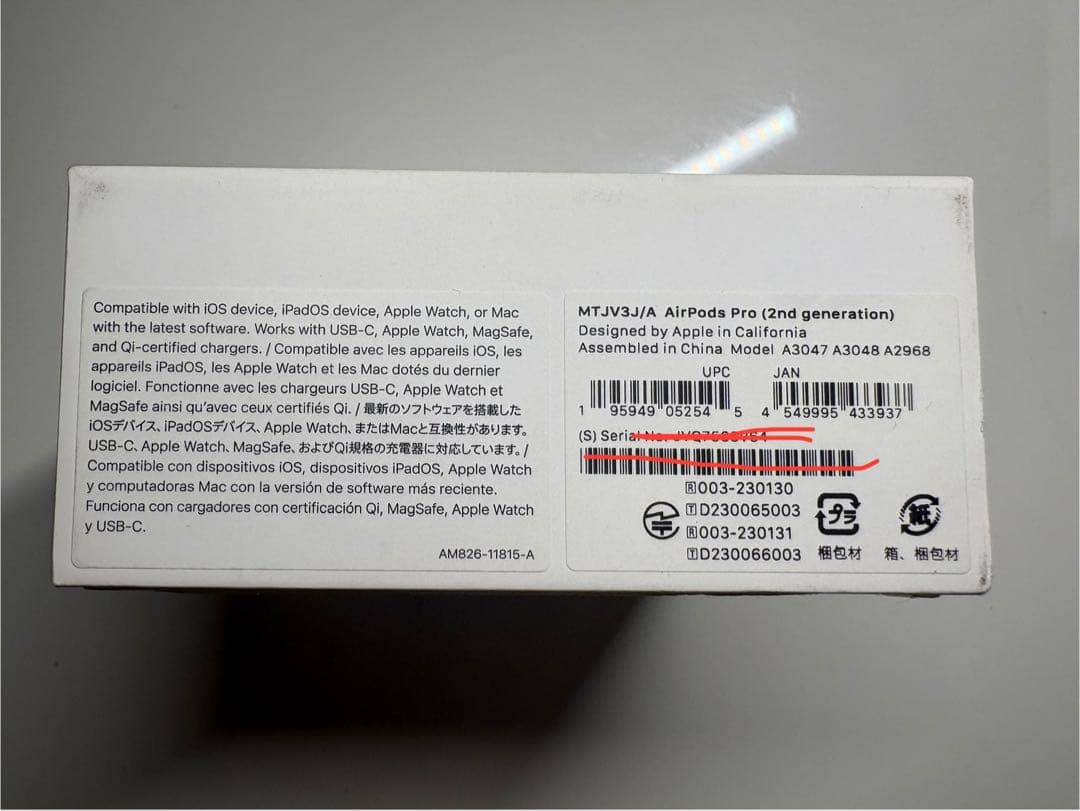 Compatible with iOS device, iPadOS device, Apple Watch, or Mac
with the latest software. Works with USB-C, Apple Watch, MagSafe,
and Qi-certified chargers. / Compatible avec les appareils iOS, les
appareils iPadOS, les Apple Watch et les Mac dotés du dernier
logiciel. Fonctionne avec les chargeurs USB-C, Apple Watch et
MagSafe ainsi qu'avec ceux certifiés Qi. / 最新のソフトウェアを搭載した
iOSデバイス、iPadOSデバイス、Apple Watch、またはMacと互換性があります。
USB-C、Apple Watch、MagSafe、およびQi規格の充電器に対応しています。/
Compatible con dispositivos iOS, dispositivos iPadOS, Apple Watch
y computadoras Mac con la versión de software más reciente.
Funciona con cargadores con certificación Qi, MagSafe, Apple Watch
y USB-C.
AM826-11815-A
MTJV3J/A AirPods Pro (2nd generation)
Designed by Apple in California
Assembled in China Model A3047 A3048 A2968
UPC JAN
1 95949 05254 5 4 549995 433937
(S) Serial No.
R 003-230130
T D230065003
R 003-231131
T D230066003
プラ
紙
梱包材
箱、梱包材